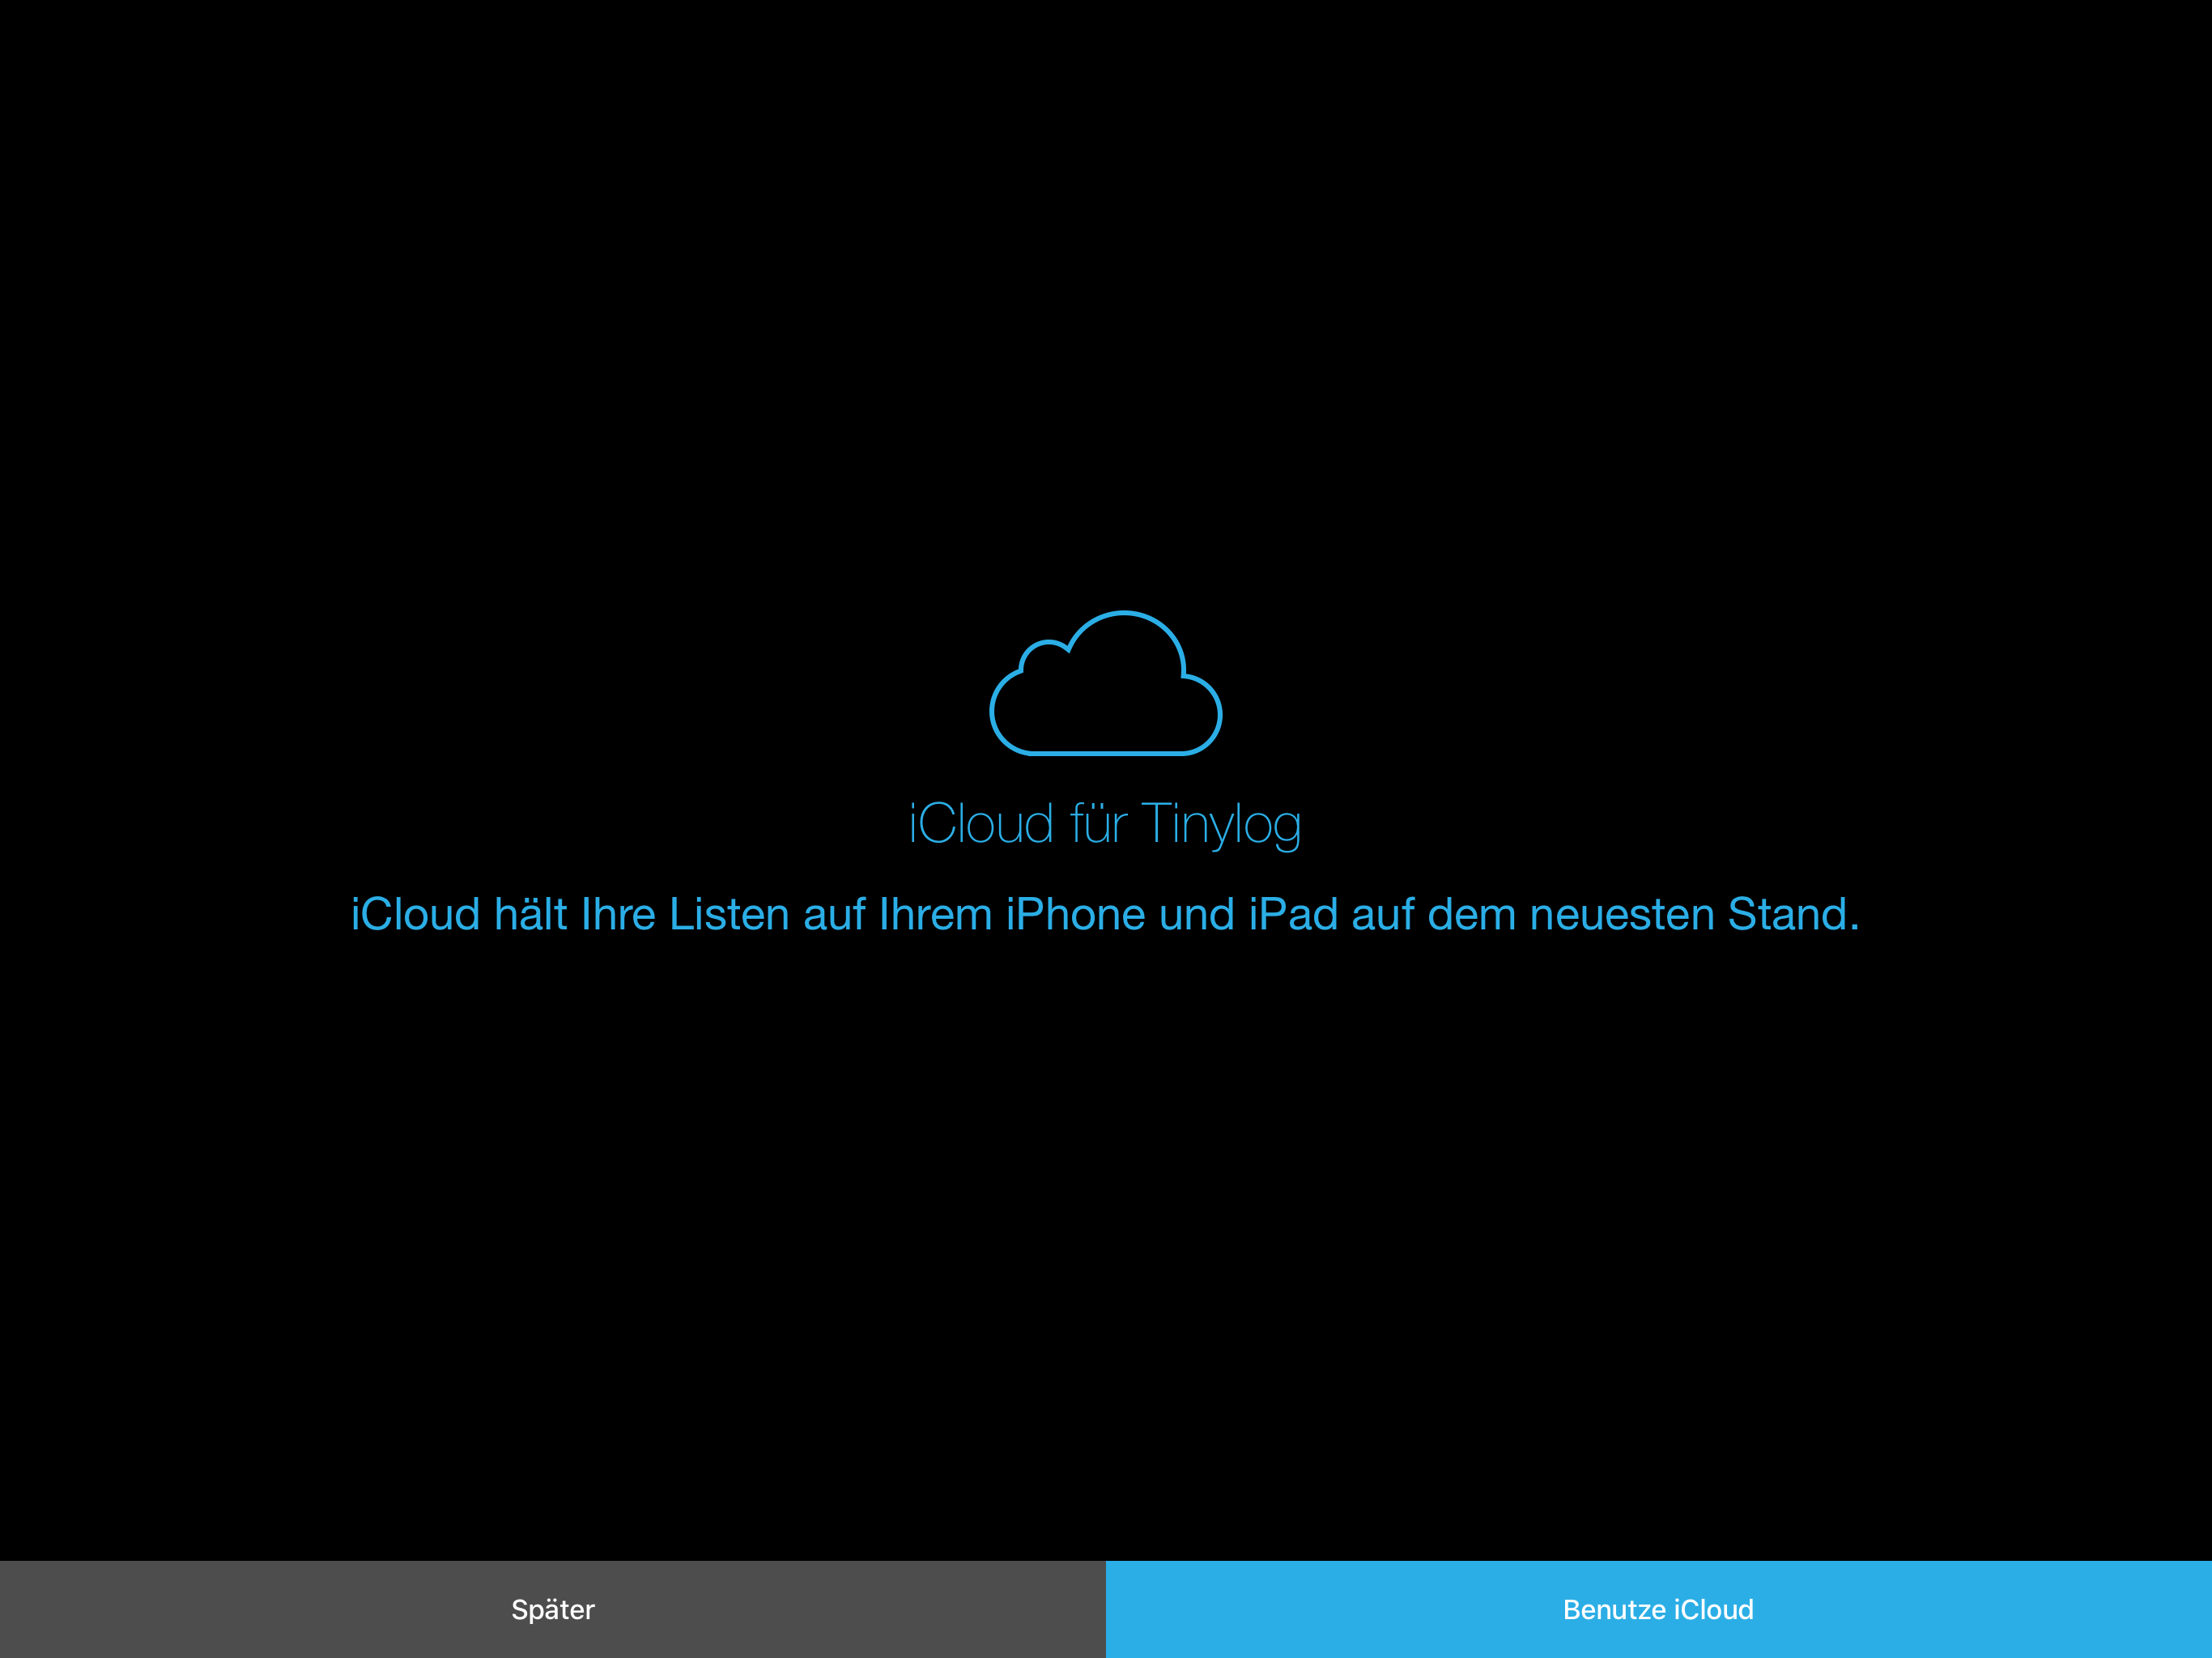 iCloud für Tinylog
iCloud hält Ihre Listen auf Ihrem iPhone und iPad auf dem neuesten Stand.
Später
Benutze iCloud